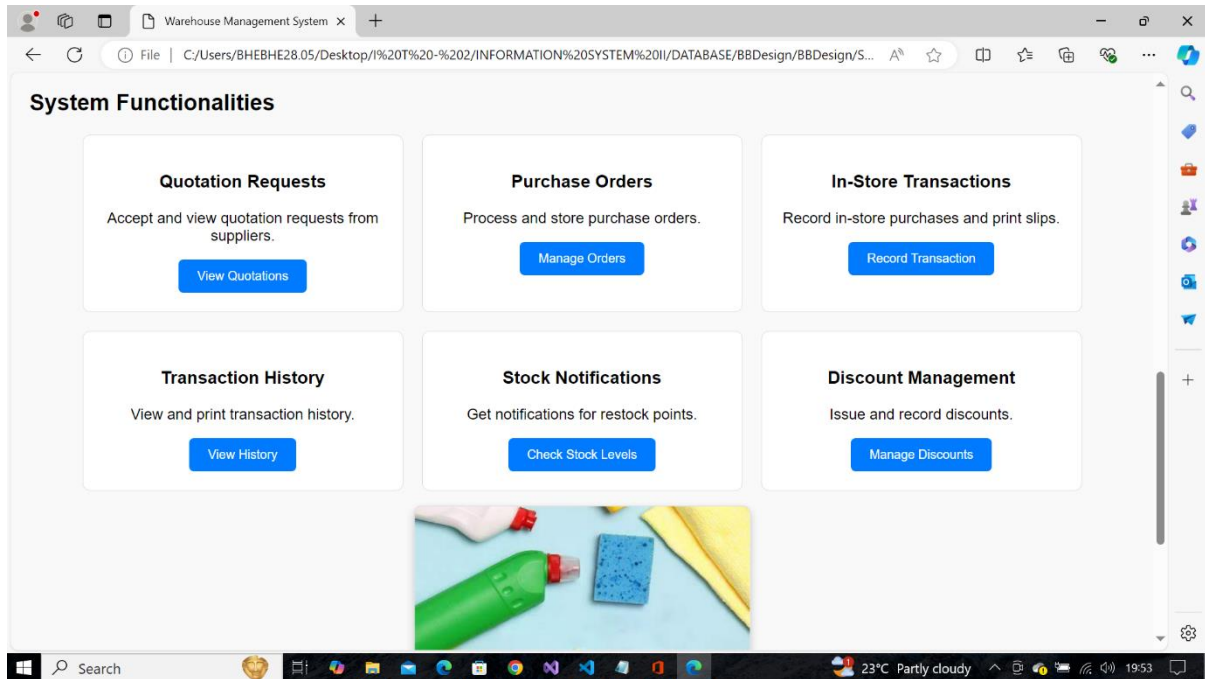 Warehouse Management System
File
C:/Users/BHEBHE28.05/Desktop/I%20T%20-%202/INFORMATION%20SYSTEM%20II/DATABASE/BBDesign/BBDesign/S...
System Functionalities
Quotation Requests
Accept and view quotation requests from
suppliers.
View Quotations
Purchase Orders
Process and store purchase orders.
Manage Orders
In-Store Transactions
Record in-store purchases and print slips.
Record Transaction
Transaction History
View and print transaction history.
View History
Stock Notifications
Get notifications for restock points.
Check Stock Levels
Discount Management
Issue and record discounts.
Manage Discounts
Search
23°C Partly cloudy
19:53